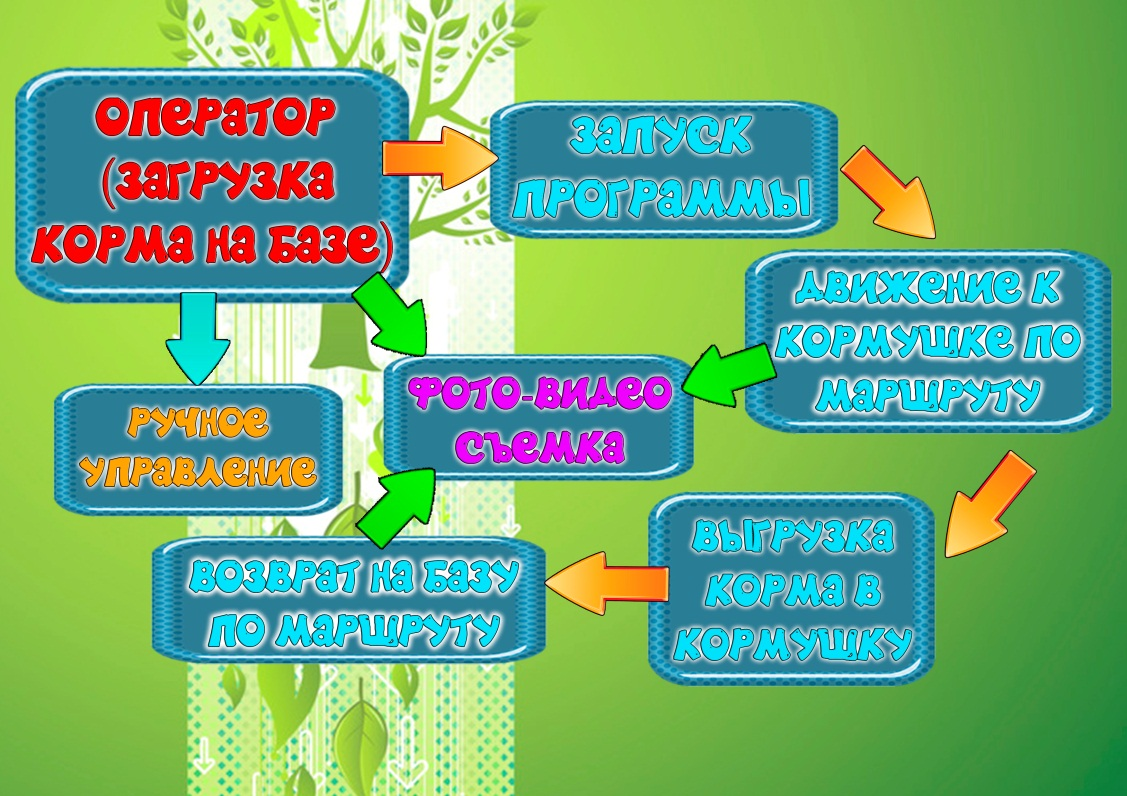 ОПЕРАТОР
(ЗАГРУЗКА
КОРМА НА БАЗЕ)
ЗАПУСК
ПРОГРАММЫ
ДВИЖЕНИЕ К
КОРМУШКЕ ПО
МАРШРУТУ
ФОТО-ВИДЕО
СЪЕМКА
РУЧНОЕ
УПРАВЛЕНИЕ
ВЫГРУЗКА
КОРМА В
КОРМУШКУ
ВОЗВРАТ НА БАЗУ
ПО МАРШРУТУ